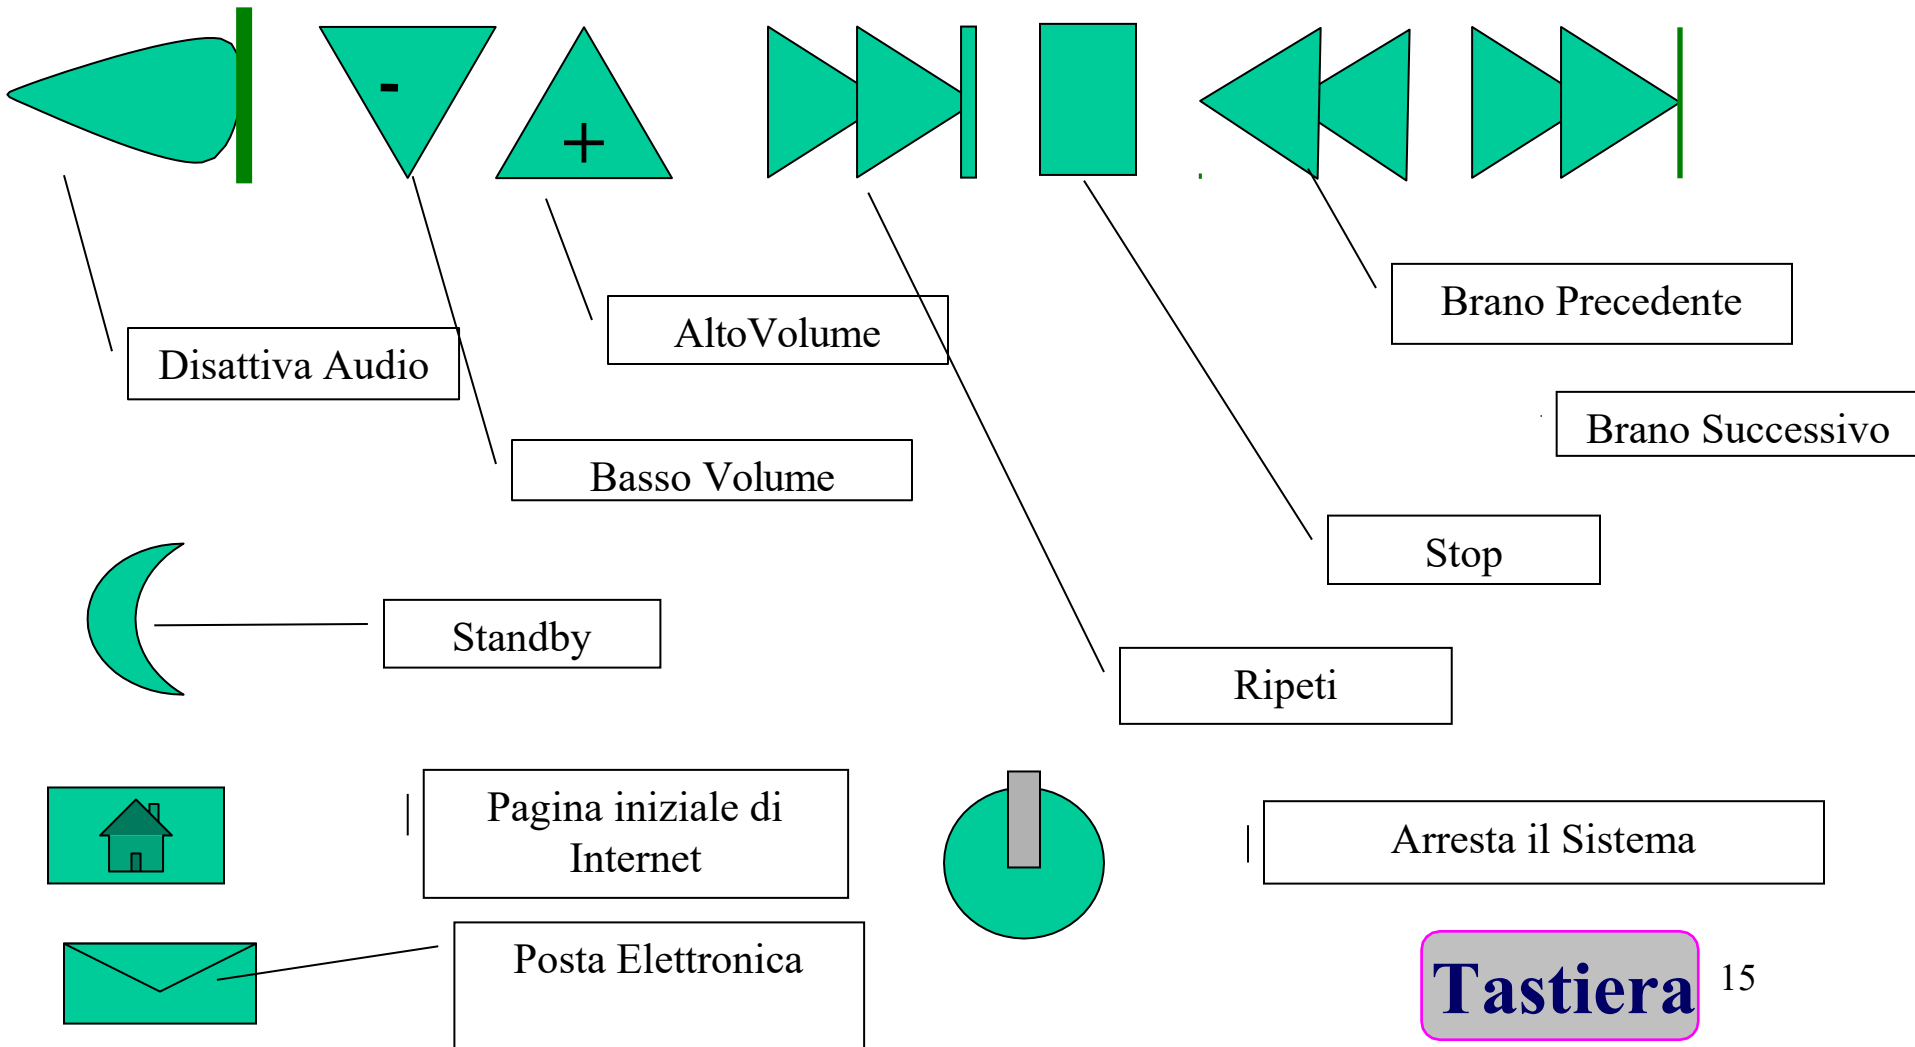 -
+
Brano Precedente
AltoVolume
Disattiva Audio
Brano Successivo
Basso Volume
Stop
Standby
Ripeti
Pagina iniziale di
Internet
Arresta il Sistema
Posta Elettronica
Tastiera
15